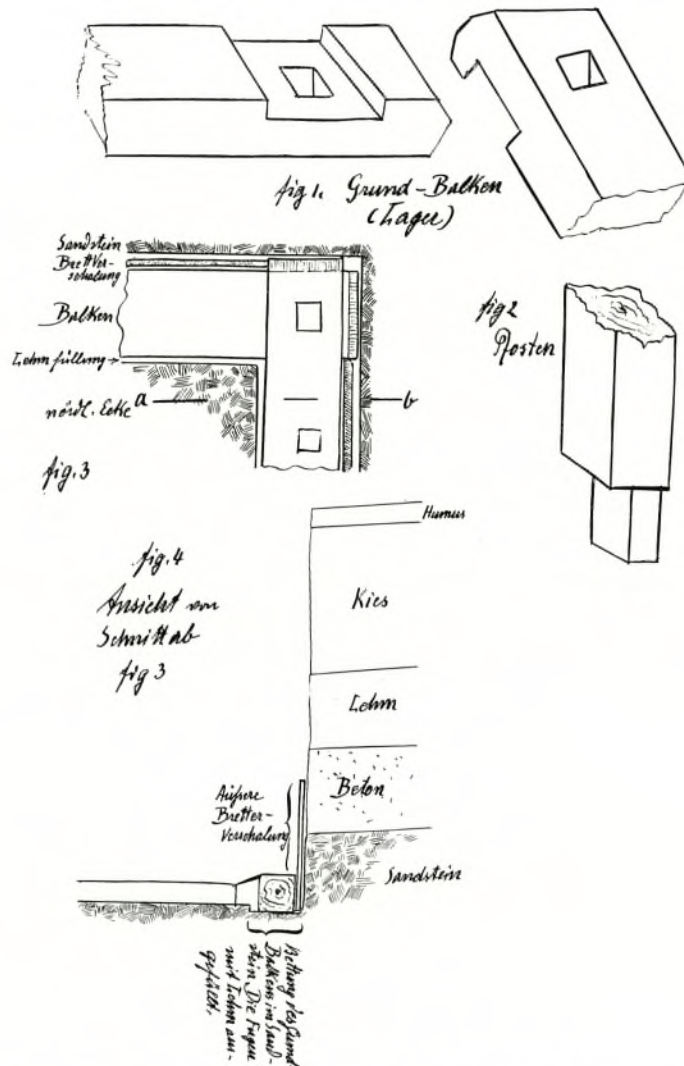 fig 1. Grund-Balken
(Lager)
Sandstein
Brettver-
schalung
Balken
Lehmfüllung
nördl. Ecke a
b
fig. 3
fig 2
Pfosten
fig. 4
Ansicht von
Schnitt ab
fig 3
Humus
Kies
Lehm
Beton
Sandstein
Äußere
Bretter-
Verschalung
Bettung des Grund
Balkens im Sand-
stein. Die Fugen
mit Lehm aus-
gefüllt.